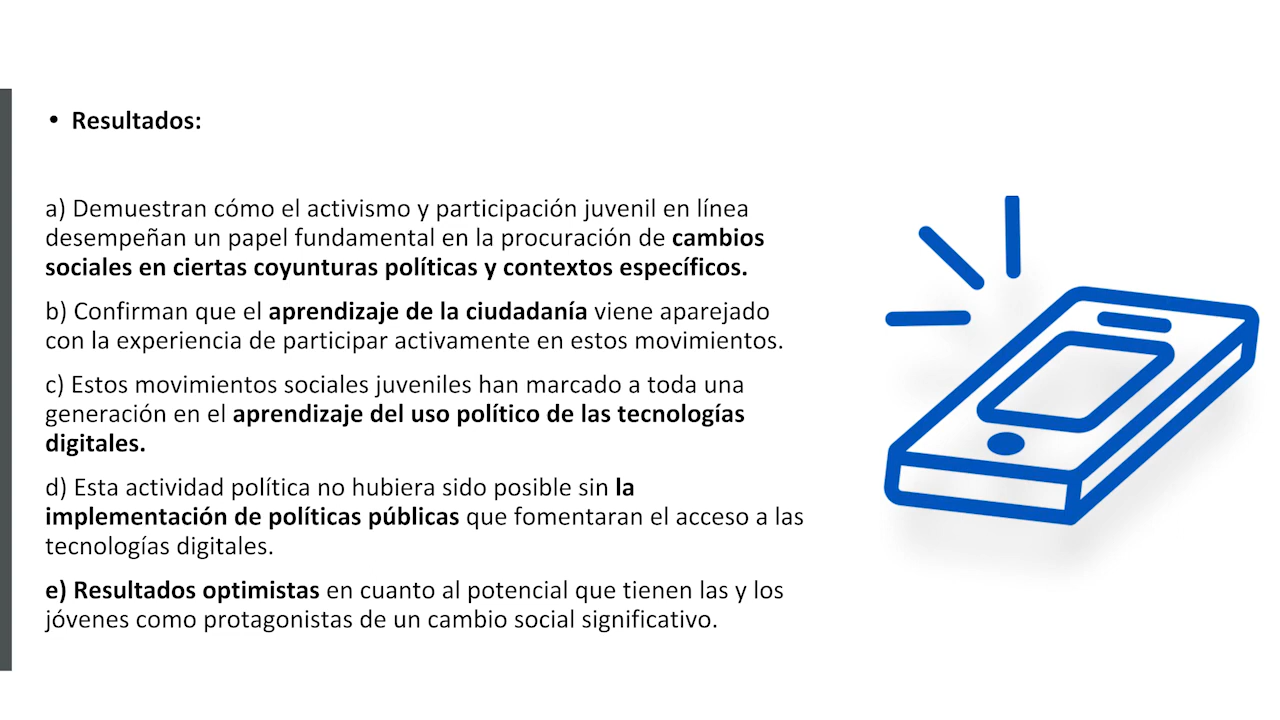 • Resultados:
a) Demuestran cómo el activismo y participación juvenil en línea
desempeñan un papel fundamental en la procuración de cambios
sociales en ciertas coyunturas políticas y contextos específicos.
b) Confirman que el aprendizaje de la ciudadanía viene aparejado
con la experiencia de participar activamente en estos movimientos.
c) Estos movimientos sociales juveniles han marcado a toda una
generación en el aprendizaje del uso político de las tecnologías
digitales.
d) Esta actividad política no hubiera sido posible sin la
implementación de políticas públicas que fomentaran el acceso a las
tecnologías digitales.
e) Resultados optimistas en cuanto al potencial que tienen las y los
jóvenes como protagonistas de un cambio social significativo.